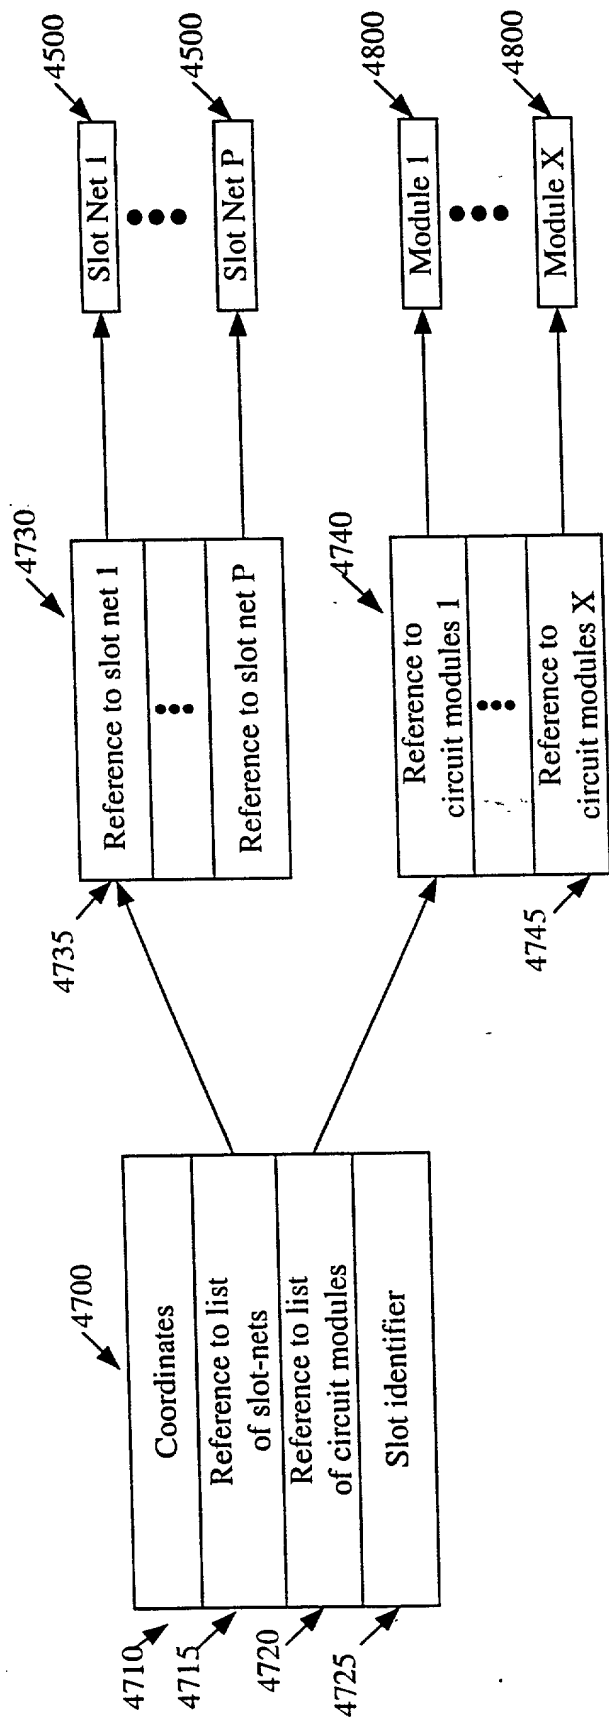 4700
4710
Coordinates
4715
Reference to list
of slot-nets
4720
Reference to list
of circuit modules
4725
Slot identifier
4730
4735
Reference to slot net 1
Reference to slot net P
4740
Reference to
circuit modules 1
Reference to
circuit modules X
4745
4500
Slot Net 1
4500
Slot Net P
4800
Module 1
4800
Module X